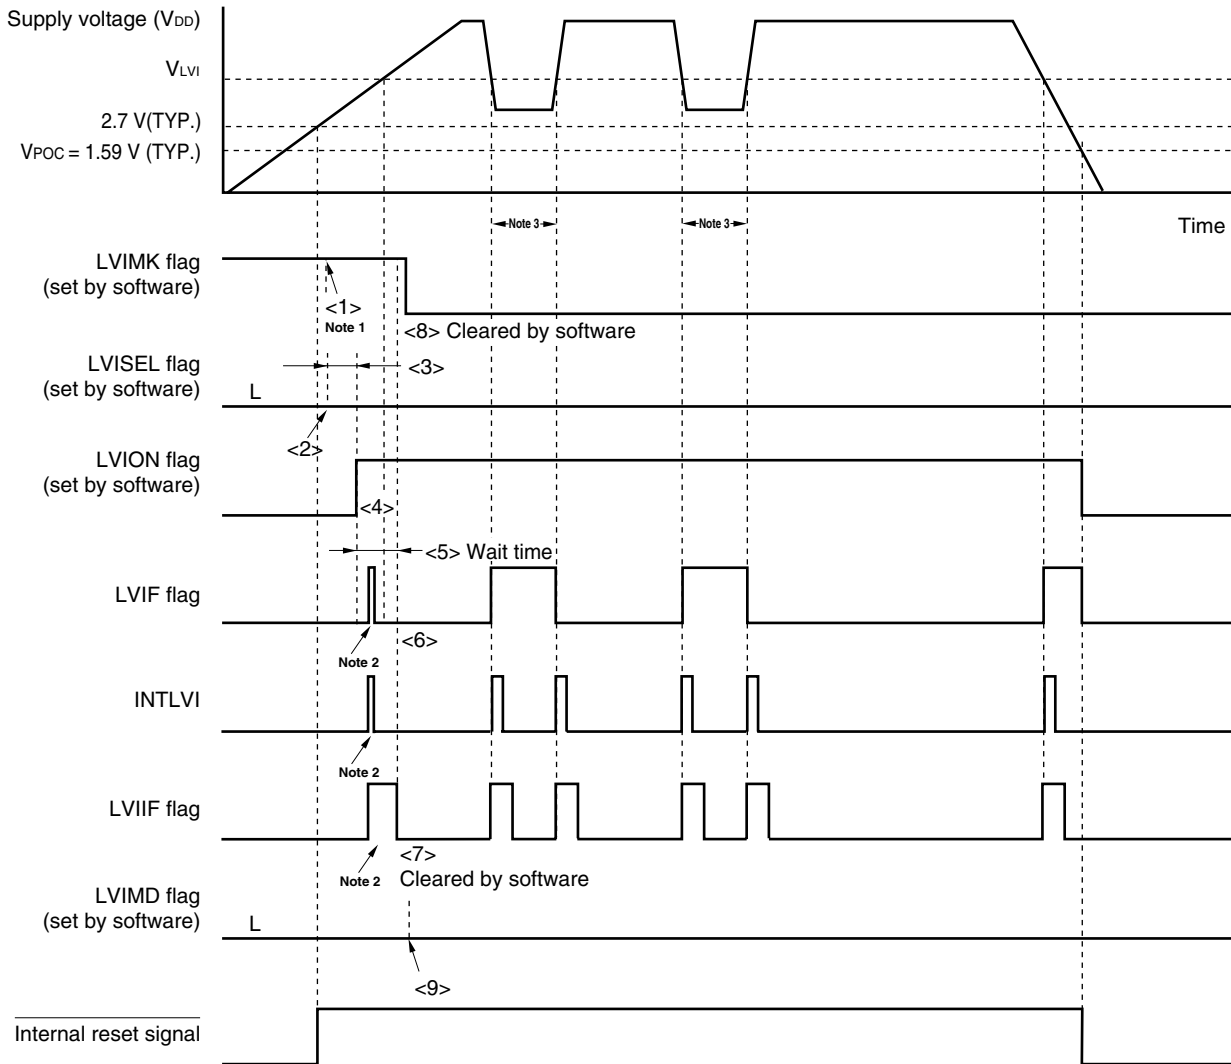 Supply voltage (VDD)
VLVI
2.7 V(TYP.)
VPOC = 1.59 V (TYP.)
Note 3
Note 3
Time
LVIMK flag
(set by software)
<1>
Note 1
<8> Cleared by software
LVISEL flag
(set by software)
L
<3>
<2>
LVION flag
(set by software)
<4>
<5> Wait time
LVIF flag
Note 2
<6>
INTLVI
Note 2
LVIIF flag
Note 2
<7>
Cleared by software
LVIMD flag
(set by software)
L
<9>
Internal reset signal